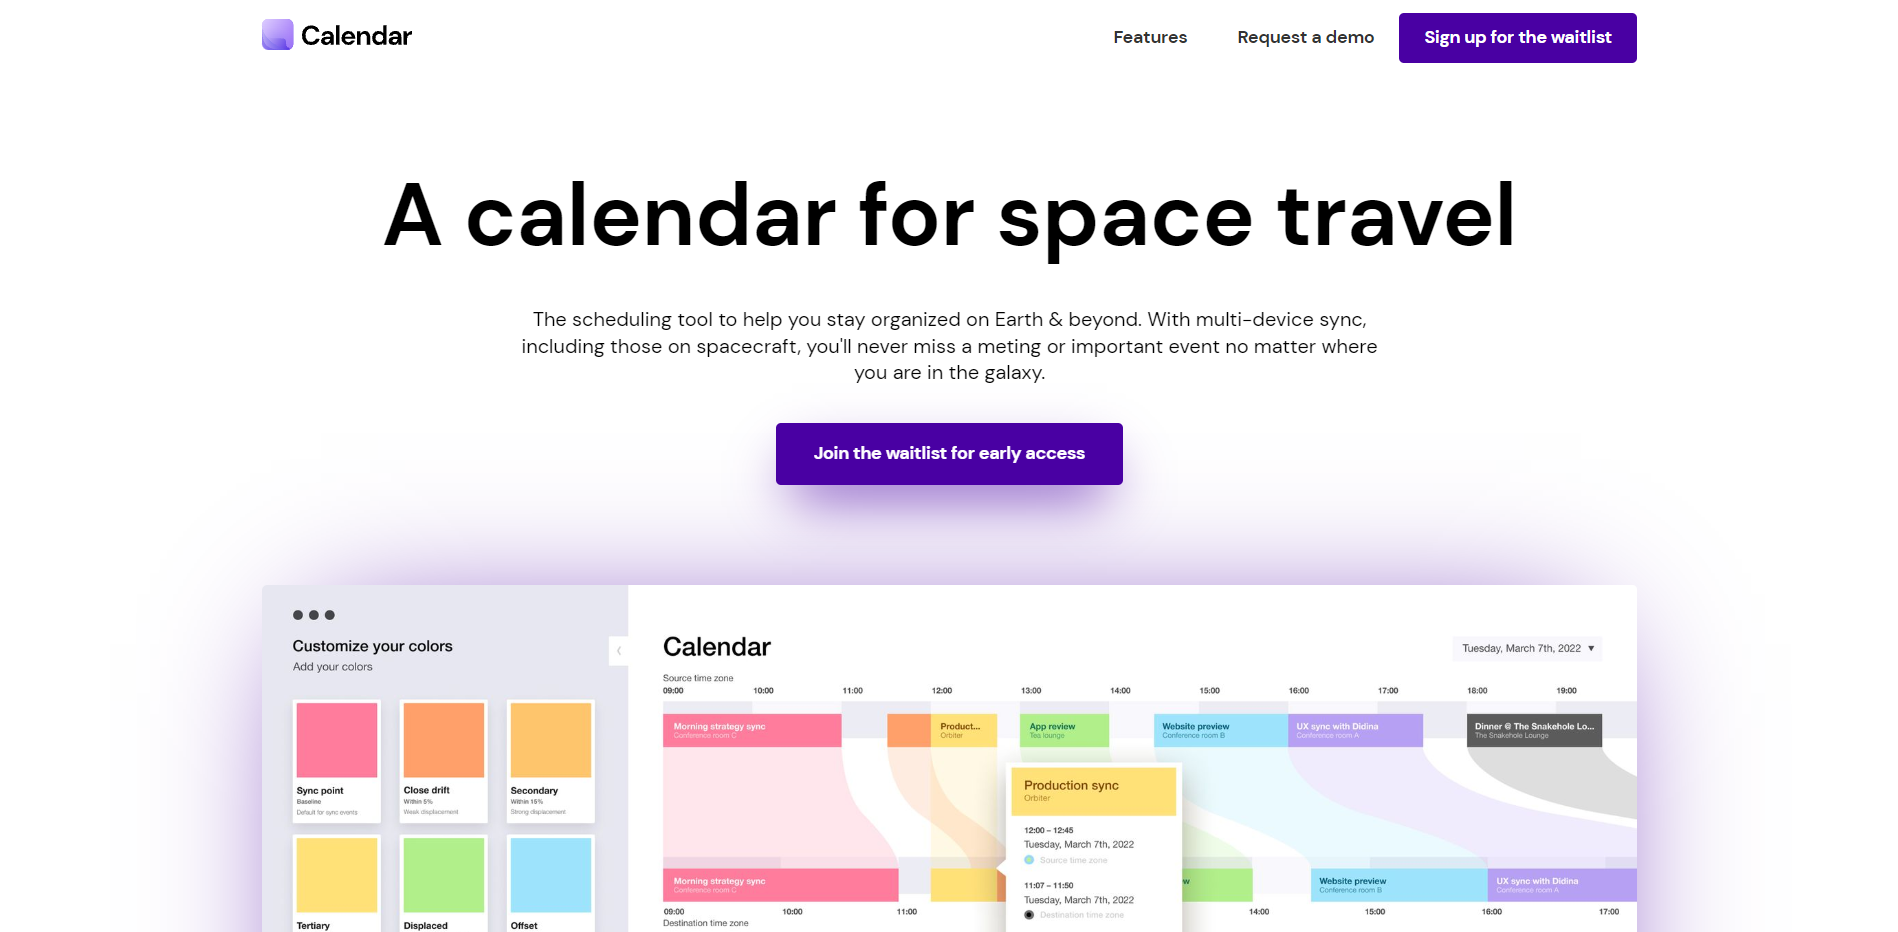 Calendar
Features
Request a demo
Sign up for the waitlist
A calendar for space travel
The scheduling tool to help you stay organized on Earth & beyond. With multi-device sync,
including those on spacecraft, you'll never miss a meting or important event no matter where
you are in the galaxy.
Join the waitlist for early access
Customize your colors
Add your colors
Sync point
Baseline
Default for sync events
Close drift
Within 5%
Week displacement
Secondary
Within 15%
Strong displacement
Tertiary
Displaced
Offset
Calendar
Tuesday, March 7th, 2022
Source time zone
09:00 10:00 11:00 12:00 13:00 14:00 15:00 16:00 17:00 18:00 19:00
Morning strategy sync
Conference room C
Product...
Orbiter
App review
Tea lounge
Website preview
Conference room B
UX sync with Didina
Conference room A
Dinner @ The Snakehole Lo...
The Snakehole Lounge
Production sync
Orbiter
12:00 – 12:45
Tuesday, March 7th, 2022
Source time zone
11:07 – 11:50
Tuesday, March 7th, 2022
Destination time zone
Morning strategy sync
Conference room C
w
Website preview
Conference room B
UX sync with Didina
Conference room A
09:00 10:00 11:00 14:00 15:00 16:00 17:00
Destination time zone